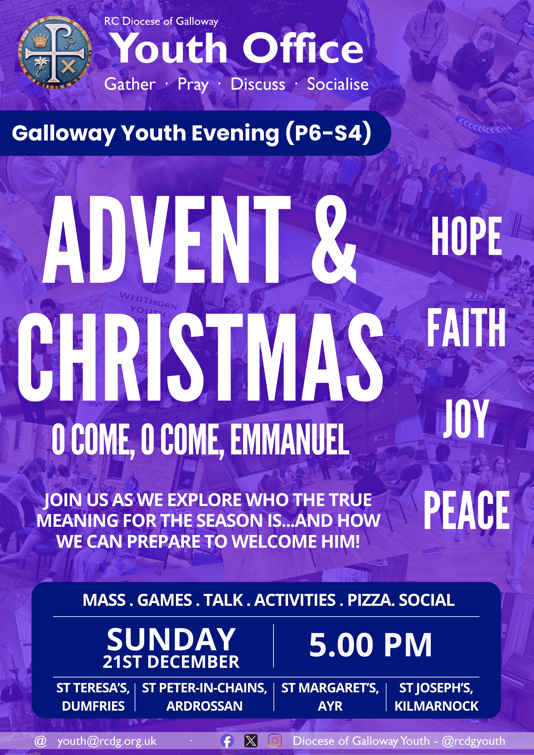 RC Diocese of Galloway
Youth Office
Gather · Pray · Discuss · Socialise
Galloway Youth Evening (P6-S4)
ADVENT &
CHRISTMAS
O COME, O COME, EMMANUEL
HOPE
FAITH
JOY
PEACE
JOIN US AS WE EXPLORE WHO THE TRUE
MEANING FOR THE SEASON IS...AND HOW
WE CAN PREPARE TO WELCOME HIM!
WHITHORN
MASS . GAMES . TALK . ACTIVITIES . PIZZA. SOCIAL
SUNDAY
21ST DECEMBER
5.00 PM
ST TERESA'S,
DUMFRIES
ST PETER-IN-CHAINS,
ARDROSSAN
ST MARGARET'S,
AYR
ST JOSEPH'S,
KILMARNOCK
@ youth@rcdg.org.uk · Diocese of Galloway Youth - @rcdgyouth